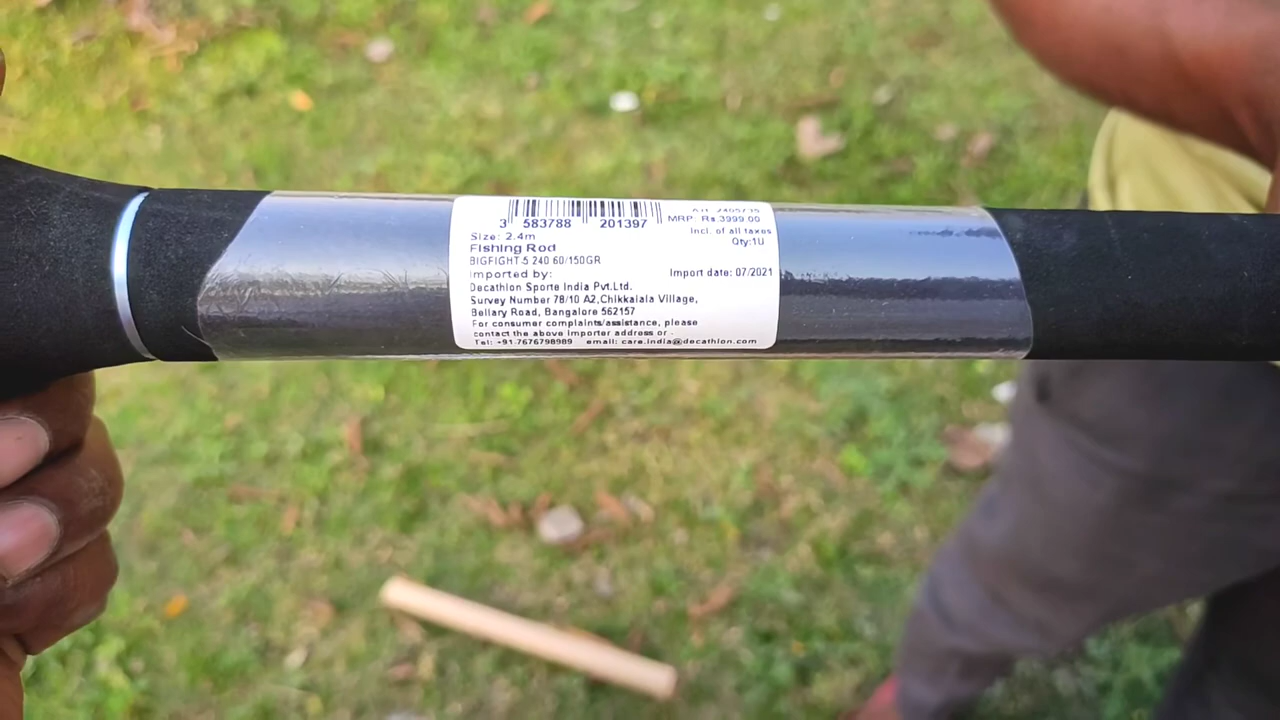 3 583788 201397
MRP: Rs.3999.00
Incl. of all taxes
Qty:1U
Size: 2.4m
Fishing Rod
BIGFIGHT-5 240 60/150GR
Imported by:
Import date: 07/2021
Decathlon Sports India Pvt.Ltd.
Survey Number 78/10 A2,Chikkalala Village,
Bellary Road, Bangalore 562157
For consumer complaints/assistance, please
contact the above importer address or -
Tel: +91-7676798989 email: care.india@decathlon.com